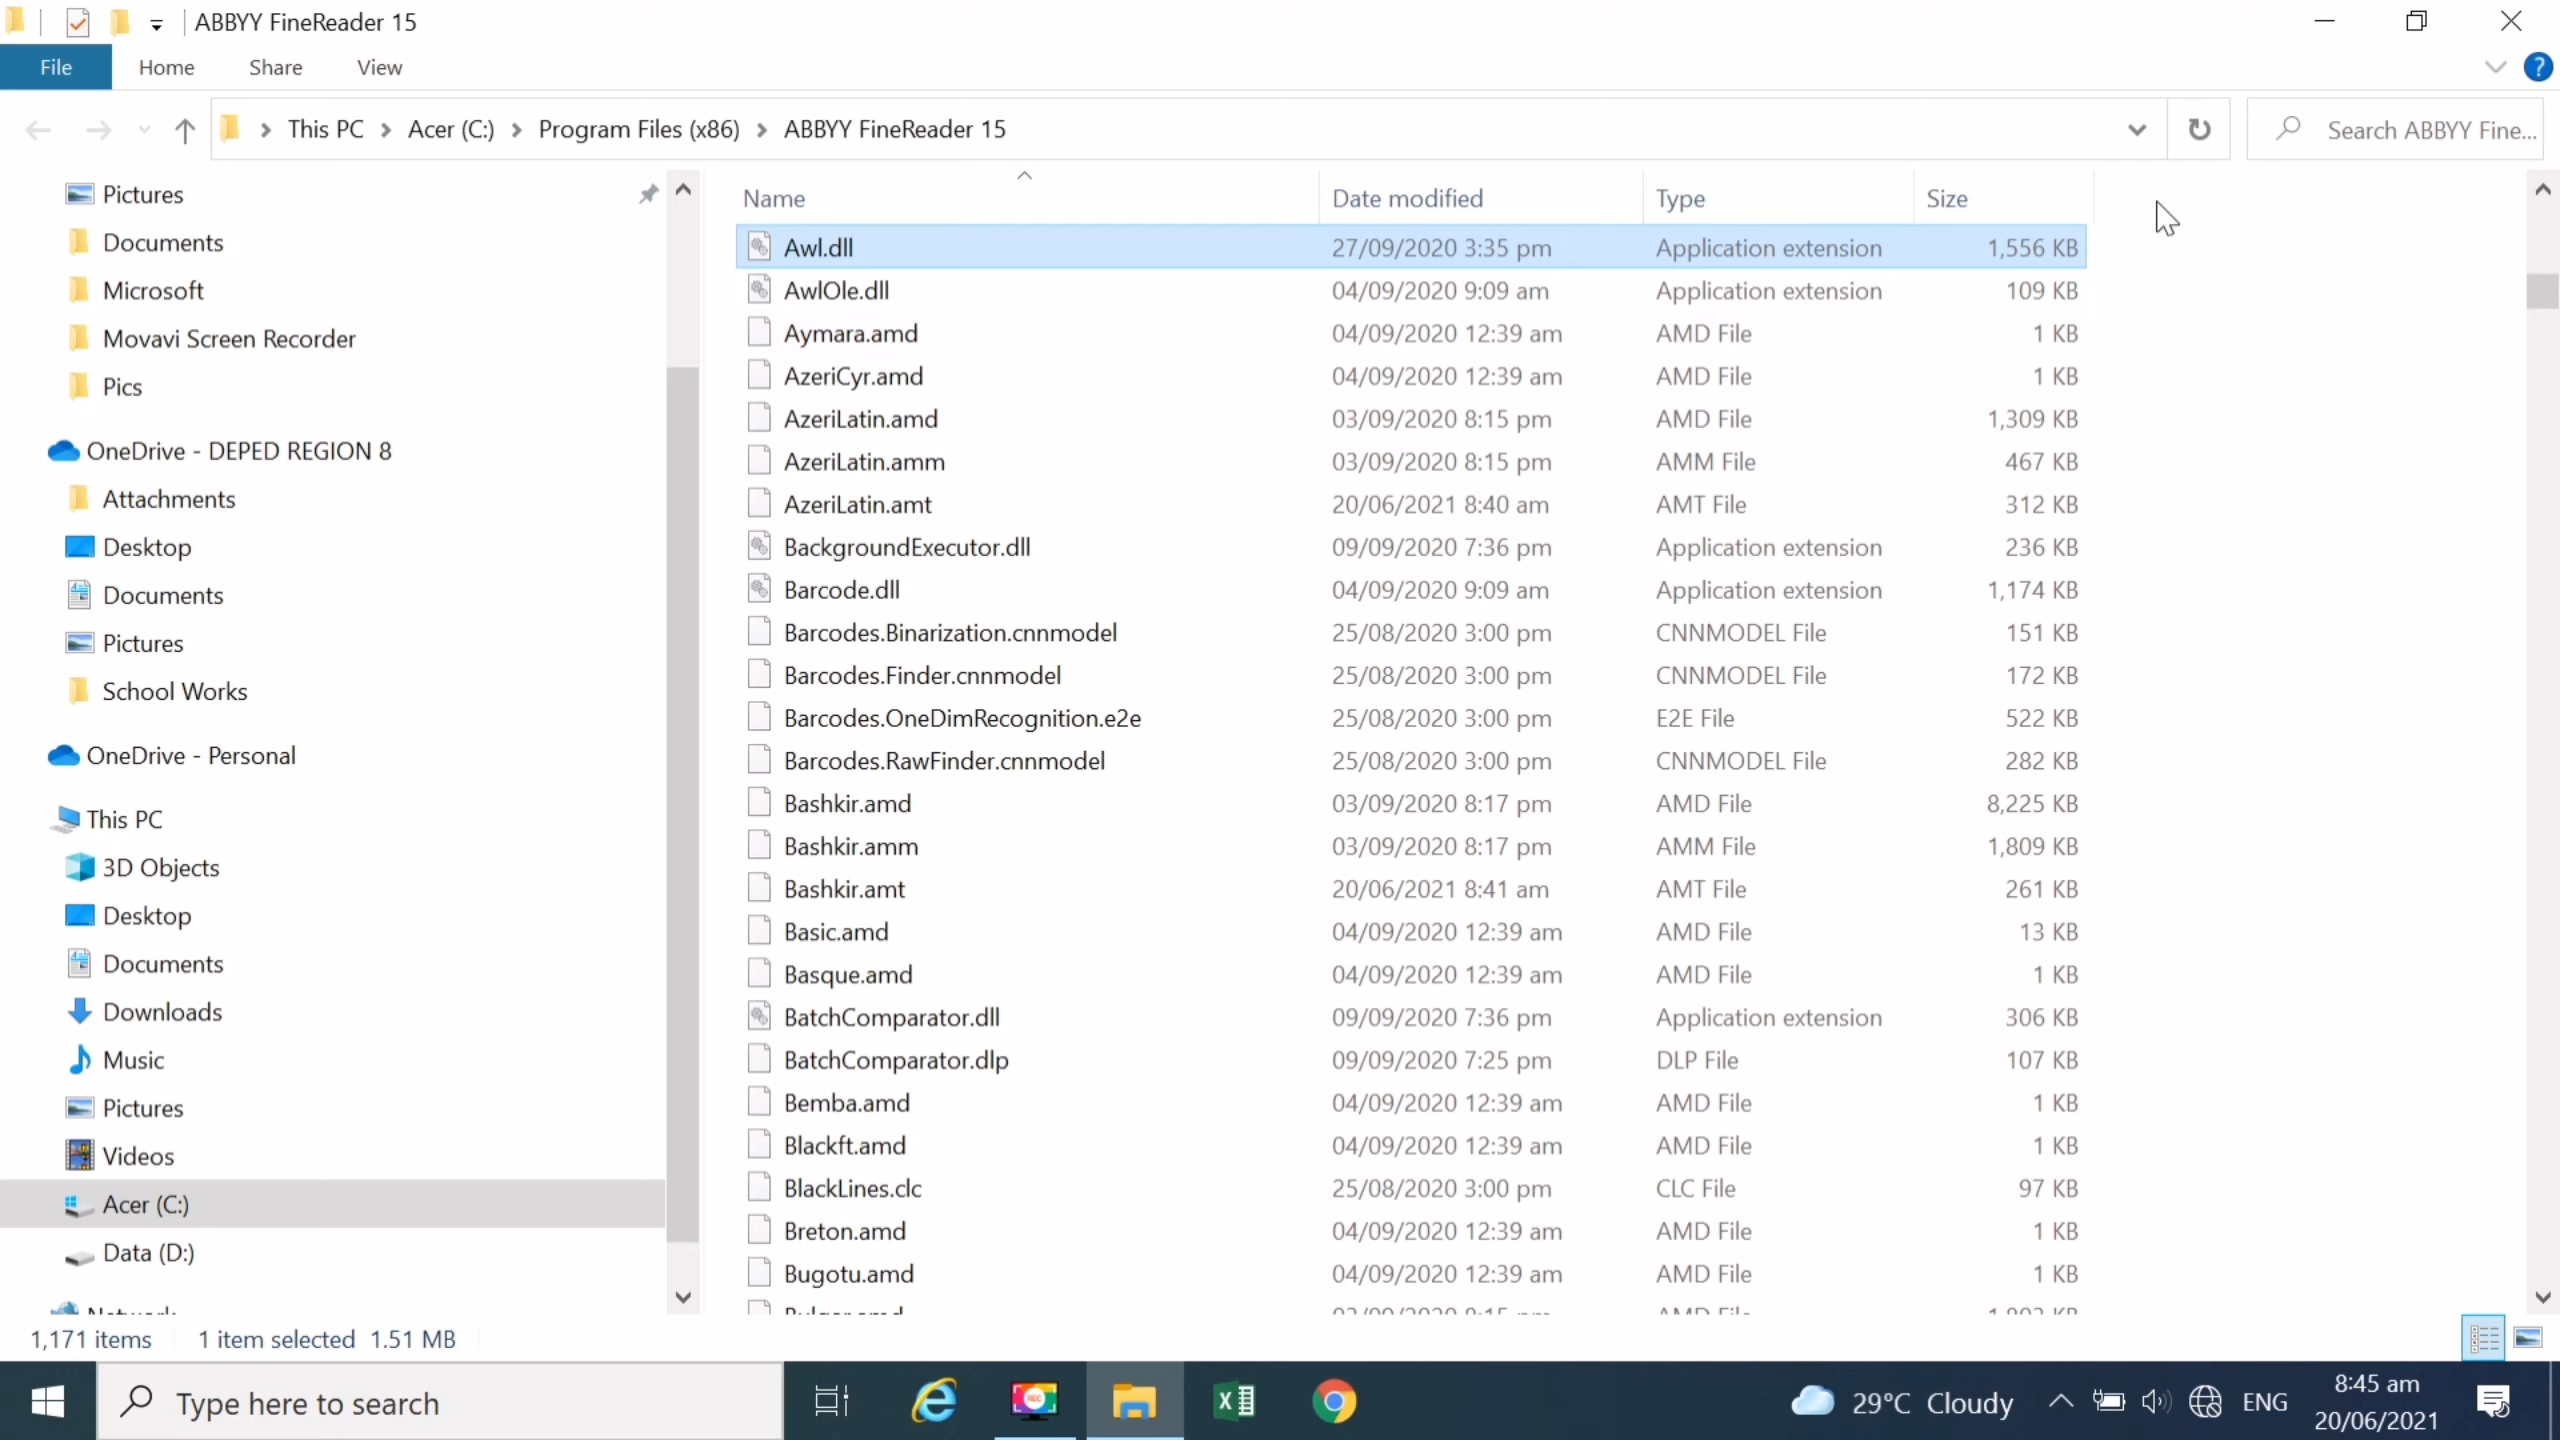 ABBYY FineReader 15
File Home Share View
This PC Acer (C:) Program Files (x86) ABBYY FineReader 15
Search ABBYY Fine...
Pictures
Documents
Microsoft
Movavi Screen Recorder
Pics
OneDrive - DEPED REGION 8
Attachments
Desktop
Documents
Pictures
School Works
OneDrive - Personal
This PC
3D Objects
Desktop
Documents
Downloads
Music
Pictures
Videos
Acer (C:)
Data (D:)
Network
Name Date modified Type Size
Awl.dll 27/09/2020 3:35 pm Application extension 1,556 KB
AwlOle.dll 04/09/2020 9:09 am Application extension 109 KB
Aymara.amd 04/09/2020 12:39 am AMD File 1 KB
AzeriCyr.amd 04/09/2020 12:39 am AMD File 1 KB
AzeriLatin.amd 03/09/2020 8:15 pm AMD File 1,309 KB
AzeriLatin.amm 03/09/2020 8:15 pm AMM File 467 KB
AzeriLatin.amt 20/06/2021 8:40 am AMT File 312 KB
BackgroundExecutor.dll 09/09/2020 7:36 pm Application extension 236 KB
Barcode.dll 04/09/2020 9:09 am Application extension 1,174 KB
Barcodes.Binarization.cnnmodel 25/08/2020 3:00 pm CNNMODEL File 151 KB
Barcodes.Finder.cnnmodel 25/08/2020 3:00 pm CNNMODEL File 172 KB
Barcodes.OneDimRecognition.e2e 25/08/2020 3:00 pm E2E File 522 KB
Barcodes.RawFinder.cnnmodel 25/08/2020 3:00 pm CNNMODEL File 282 KB
Bashkir.amd 03/09/2020 8:17 pm AMD File 8,225 KB
Bashkir.amm 03/09/2020 8:17 pm AMM File 1,809 KB
Bashkir.amt 20/06/2021 8:41 am AMT File 261 KB
Basic.amd 04/09/2020 12:39 am AMD File 13 KB
Basque.amd 04/09/2020 12:39 am AMD File 1 KB
BatchComparator.dll 09/09/2020 7:36 pm Application extension 306 KB
BatchComparator.dlp 09/09/2020 7:25 pm DLP File 107 KB
Bemba.amd 04/09/2020 12:39 am AMD File 1 KB
Blackft.amd 04/09/2020 12:39 am AMD File 1 KB
BlackLines.clc 25/08/2020 3:00 pm CLC File 97 KB
Breton.amd 04/09/2020 12:39 am AMD File 1 KB
Bugotu.amd 04/09/2020 12:39 am AMD File 1 KB
1,171 items 1 item selected 1.51 MB
Type here to search
29°C Cloudy
ENG
8:45 am
20/06/2021